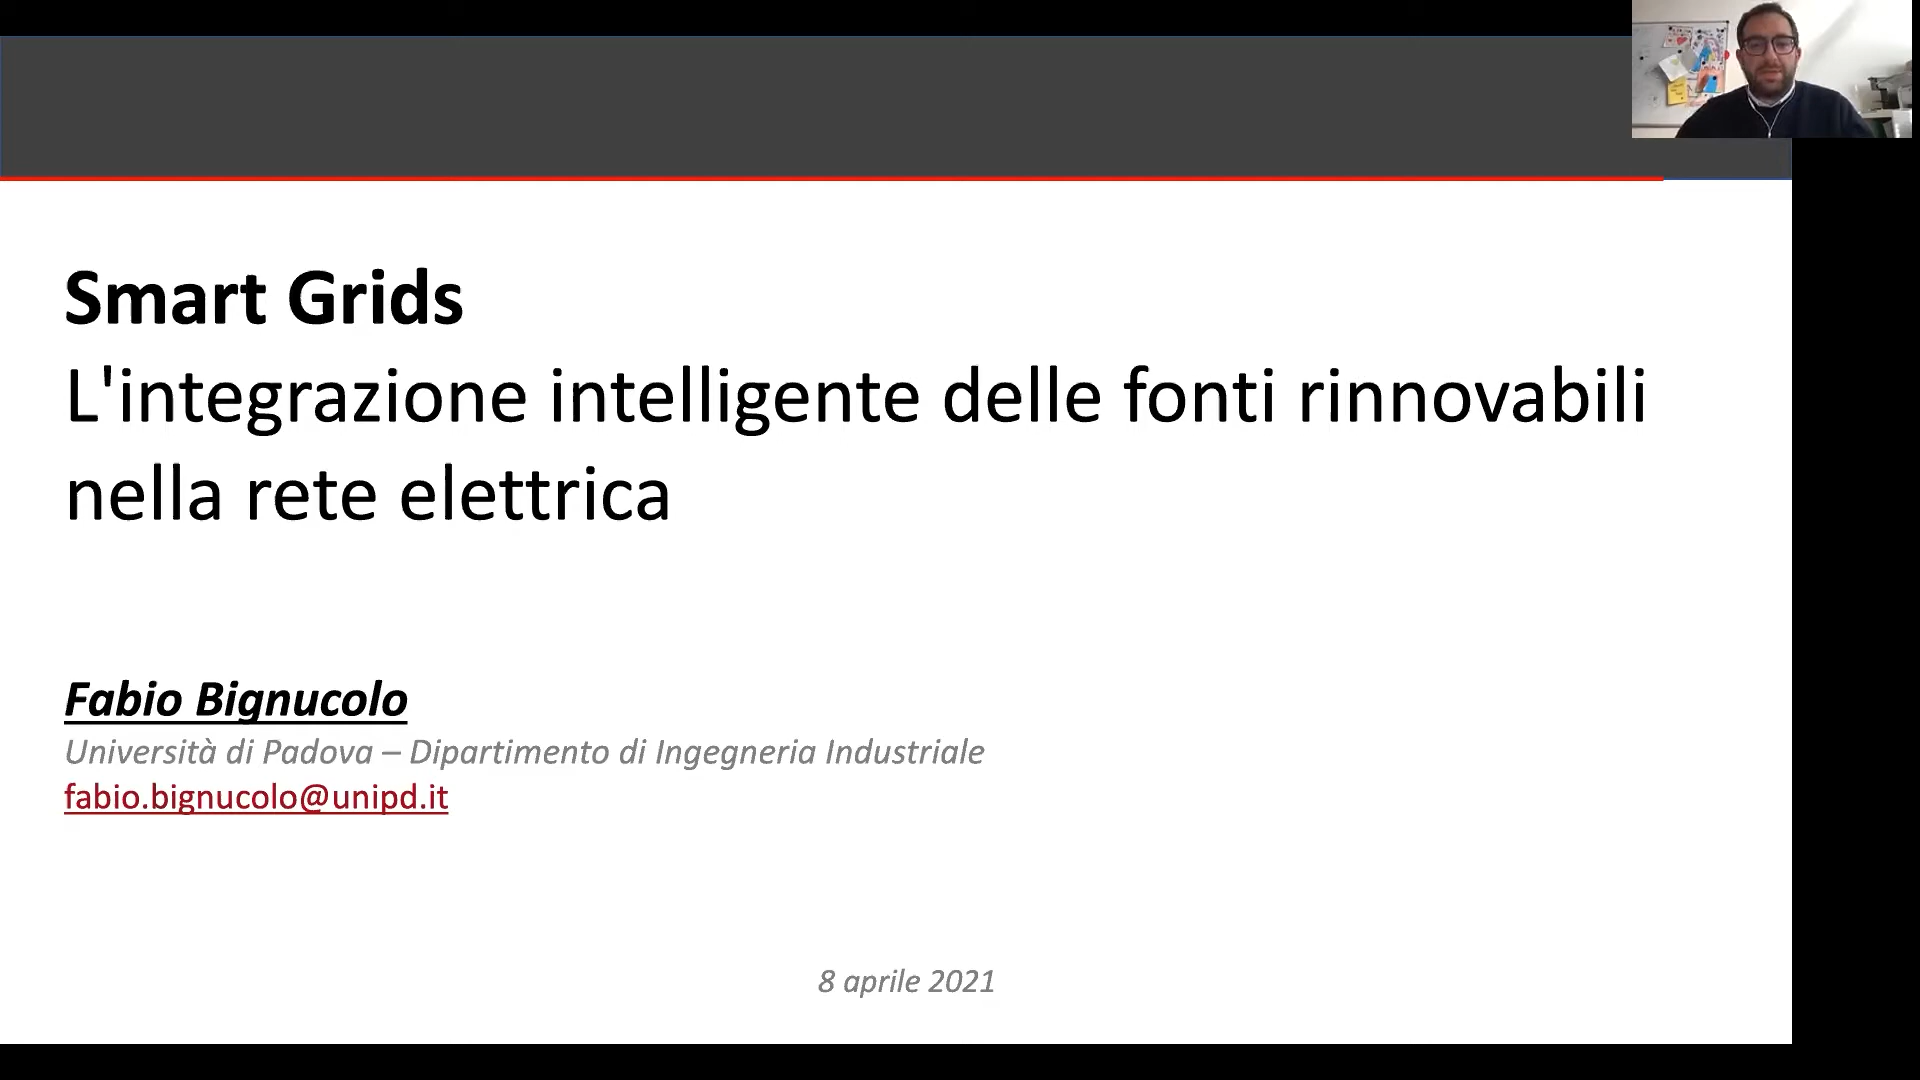 Smart Grids
L'integrazione intelligente delle fonti rinnovabili
nella rete elettrica
Fabio Bignucolo
Università di Padova – Dipartimento di Ingegneria Industriale
fabio.bignucolo@unipd.it
8 aprile 2021